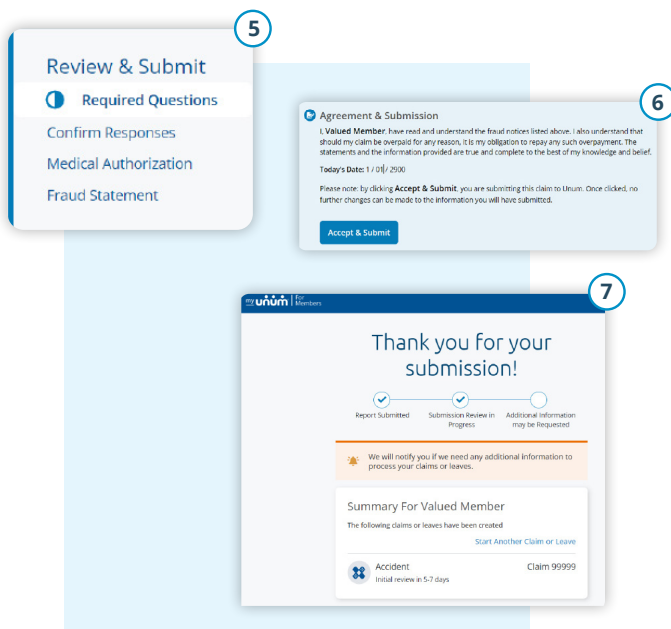 5
Review & Submit
Required Questions
Confirm Responses
Medical Authorization
Fraud Statement
6
Agreement & Submission
I, Valued Member, have read and understand the fraud notices listed above. I also understand that
should my claim be overpaid for any reason, it is my obligation to repay any such overpayment. The
statements and the information provided are true and complete to the best of my knowledge and belief.
Today's Date: 1 / 01 / 2900
Please note: by clicking Accept & Submit, you are submitting this claim to Unum. Once clicked, no
further changes can be made to the information you will have submitted.
Accept & Submit
7
my unum For
Members
Thank you for your
submission!
Report Submitted
Submission Review in
Progress
Additional Information
may be Requested
We will notify you if we need any additional information to
process your claims or leaves.
Summary For Valued Member
The following claims or leaves have been created
Start Another Claim or Leave
Accident
Claim 99999
Initial review in 5-7 days